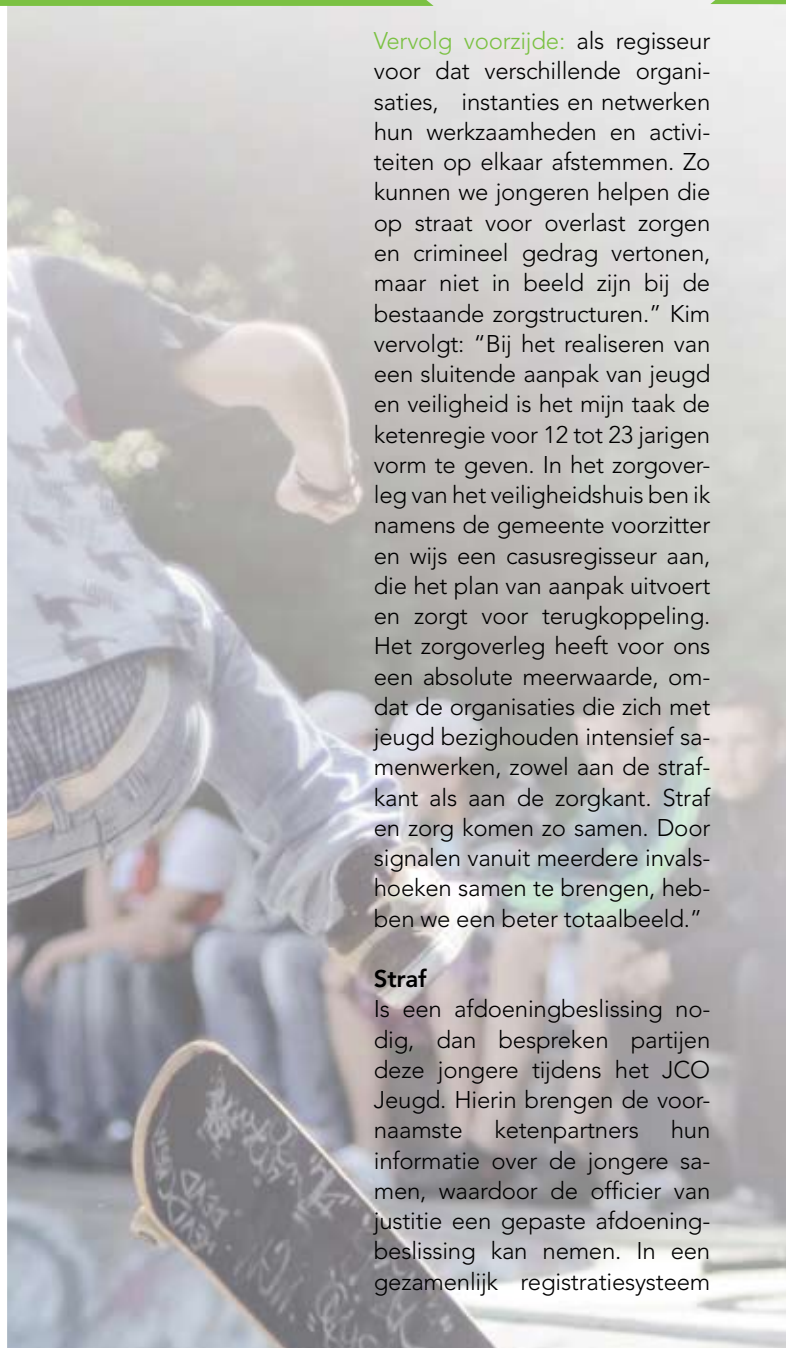 Vervolg voorzijde: als regisseur
voor dat verschillende organi-
saties, instanties en netwerken
hun werkzaamheden en activi-
teiten op elkaar afstemmen. Zo
kunnen we jongeren helpen die
op straat voor overlast zorgen
en crimineel gedrag vertonen,
maar niet in beeld zijn bij de
bestaande zorgstructuren.” Kim
vervolgt: “Bij het realiseren van
een sluitende aanpak van jeugd
en veiligheid is het mijn taak de
ketenregie voor 12 tot 23 jarigen
vorm te geven. In het zorgover-
leg van het veiligheidshuis ben ik
namens de gemeente voorzitter
en wijs een casusregisseur aan,
die het plan van aanpak uitvoert
en zorgt voor terugkoppeling.
Het zorgoverleg heeft voor ons
een absolute meerwaarde, om-
dat de organisaties die zich met
jeugd bezighouden intensief sa-
menwerken, zowel aan de straf-
kant als aan de zorgkant. Straf
en zorg komen zo samen. Door
signalen vanuit meerdere invals-
hoeken samen te brengen, heb-
ben we een beter totaalbeeld.”
Straf
Is een afdoeningbeslissing no-
dig, dan bespreken partijen
deze jongere tijdens het JCO
Jeugd. Hierin brengen de voor-
naamste ketenpartners hun
informatie over de jongere sa-
men, waardoor de officier van
justitie een gepaste afdoening-
beslissing kan nemen. In een
gezamenlijk registratiesysteem